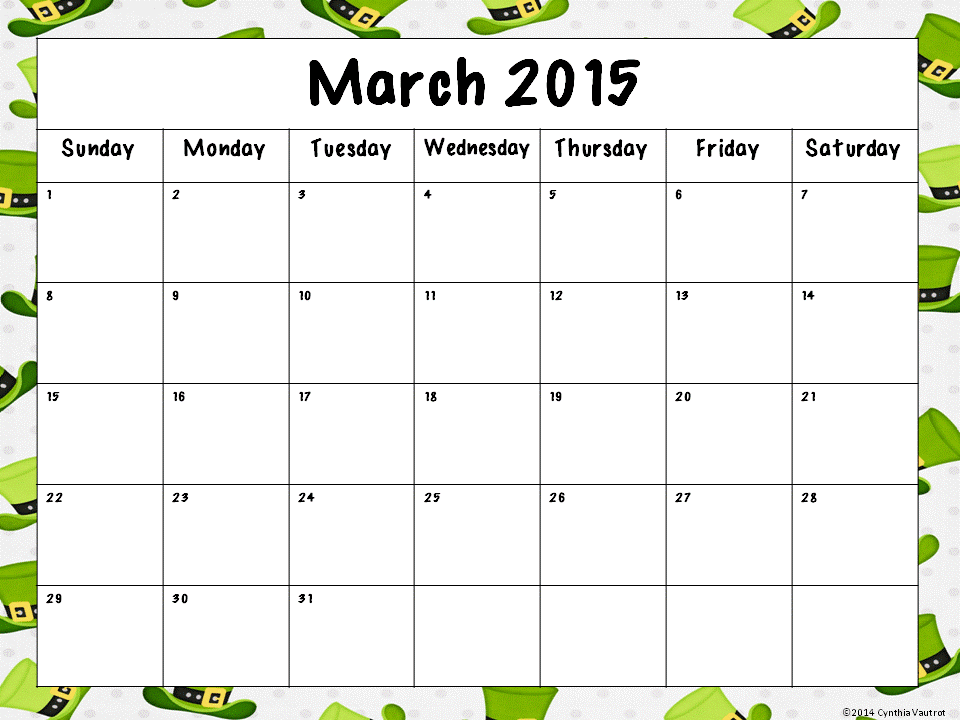 March 2015
Sunday Monday Tuesday Wednesday Thursday Friday Saturday
1 2 3 4 5 6 7
8 9 10 11 12 13 14
15 16 17 18 19 20 21
22 23 24 25 26 27 28
29 30 31
©2014 Cynthia Vautrot